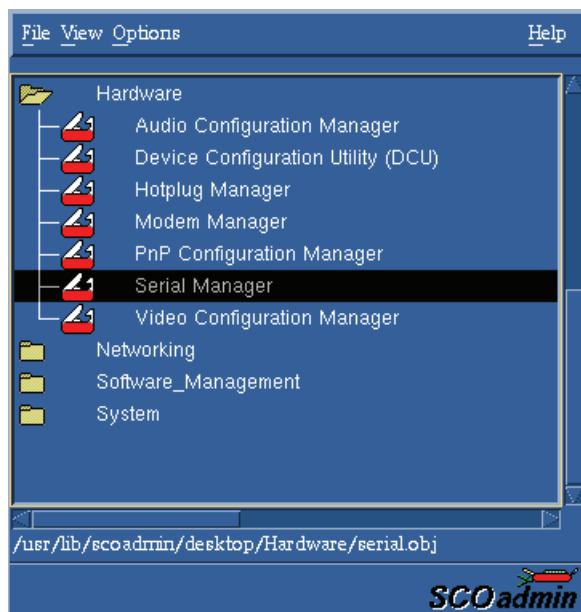 File View Options Help
Hardware
Audio Configuration Manager
Device Configuration Utility (DCU)
Hotplug Manager
Modem Manager
PnP Configuration Manager
Serial Manager
Video Configuration Manager
Networking
Software_Management
System
/usr/lib/scoadmin/desktop/Hardware/serial.obj
SCOadmin